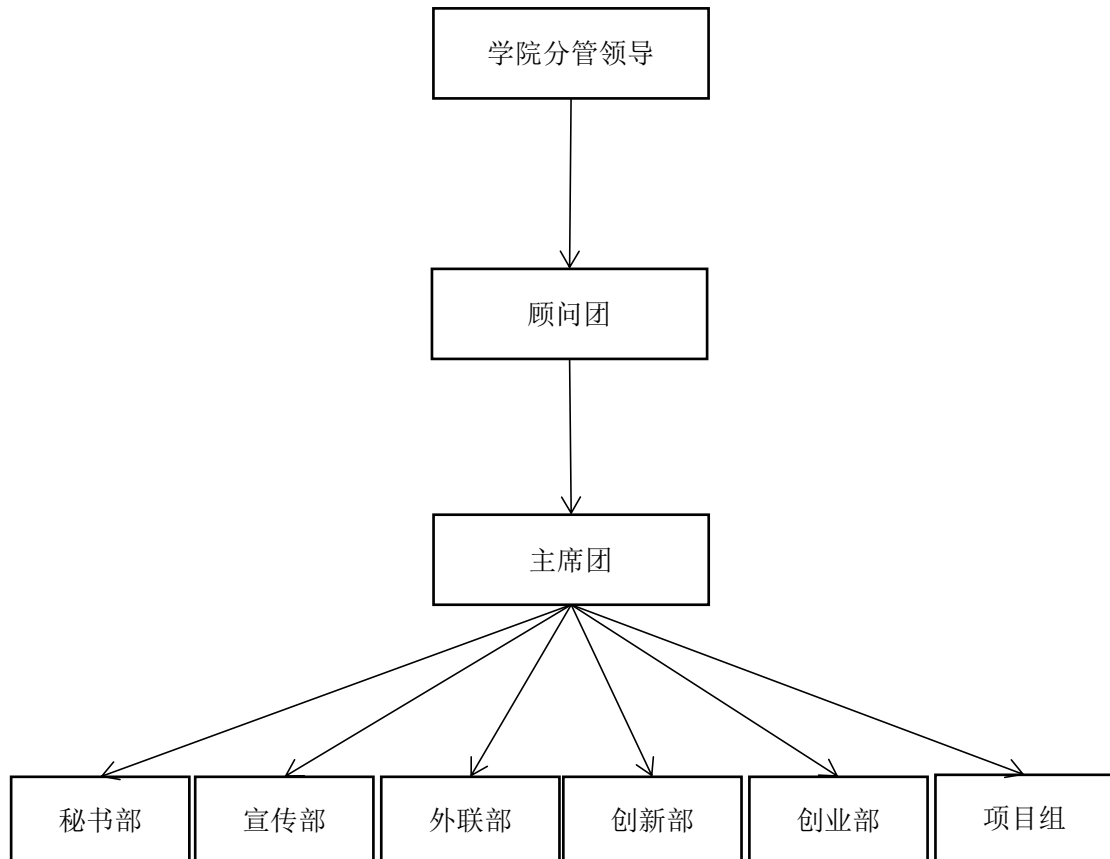 学院分管领导
顾问团
主席团
秘书部
宣传部
外联部
创新部
创业部
项目组